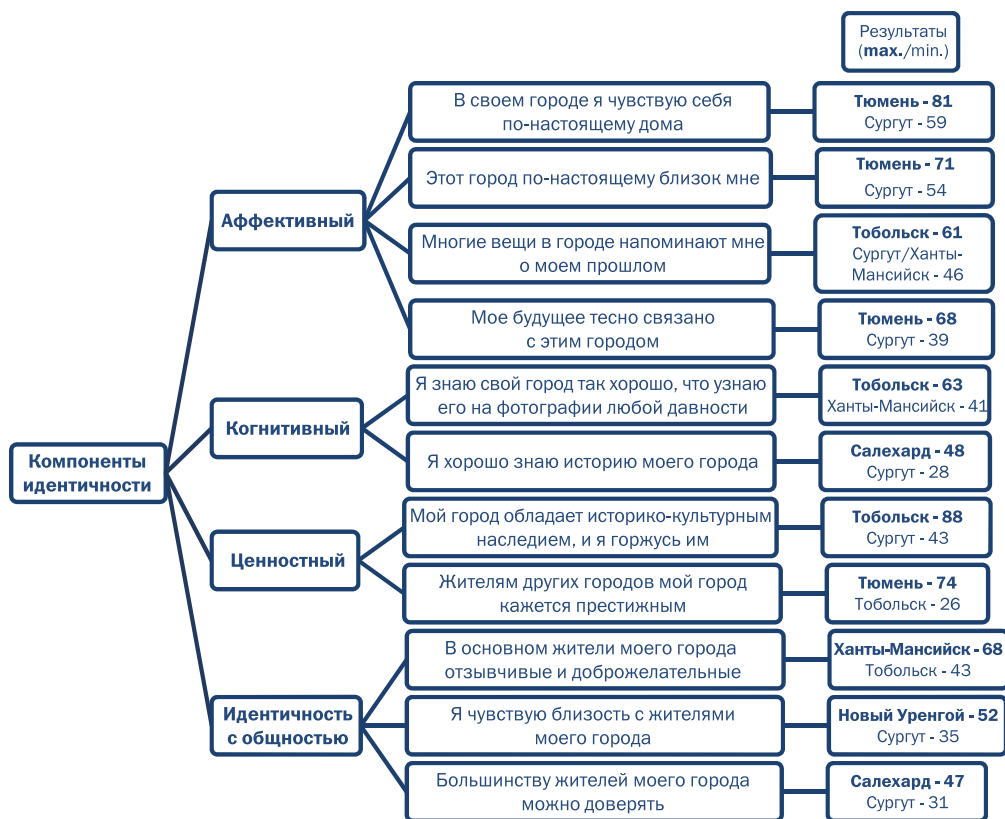 Результаты
(max./min.)
В своем городе я чувствую себя
по-настоящему дома
Тюмень - 81
Сургут - 59
Этот город по-настоящему близок мне
Тюмень - 71
Сургут - 54
Аффективный
Многие вещи в городе напоминают мне
о моем прошлом
Тобольск - 61
Сургут/Ханты-
Мансийск - 46
Мое будущее тесно связано
с этим городом
Тюмень - 68
Сургут - 39
Я знаю свой город так хорошо, что узнаю
его на фотографии любой давности
Тобольск - 63
Ханты-Мансийск - 41
Когнитивный
Я хорошо знаю историю моего города
Салехард - 48
Сургут - 28
Компоненты
идентичности
Мой город обладает историко-культурным
наследием, и я горжусь им
Тобольск - 88
Сургут - 43
Ценностный
Жителям других городов мой город
кажется престижным
Тюмень - 74
Тобольск - 26
В основном жители моего города
отзывчивые и доброжелательные
Ханты-Мансийск - 68
Тобольск - 43
Идентичность
с общностью
Я чувствую близость с жителями
моего города
Новый Уренгой - 52
Сургут - 35
Большинству жителей моего города
можно доверять
Салехард - 47
Сургут - 31